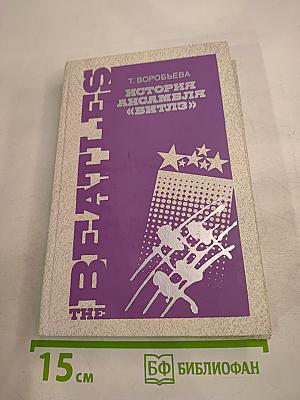 THE BEATLES
Т. ВОРОБЬЕВА
ИСТОРИЯ
АНСАМБЛЯ
«БИТЛЗ»
15 см
БФ БИБЛИОФАН